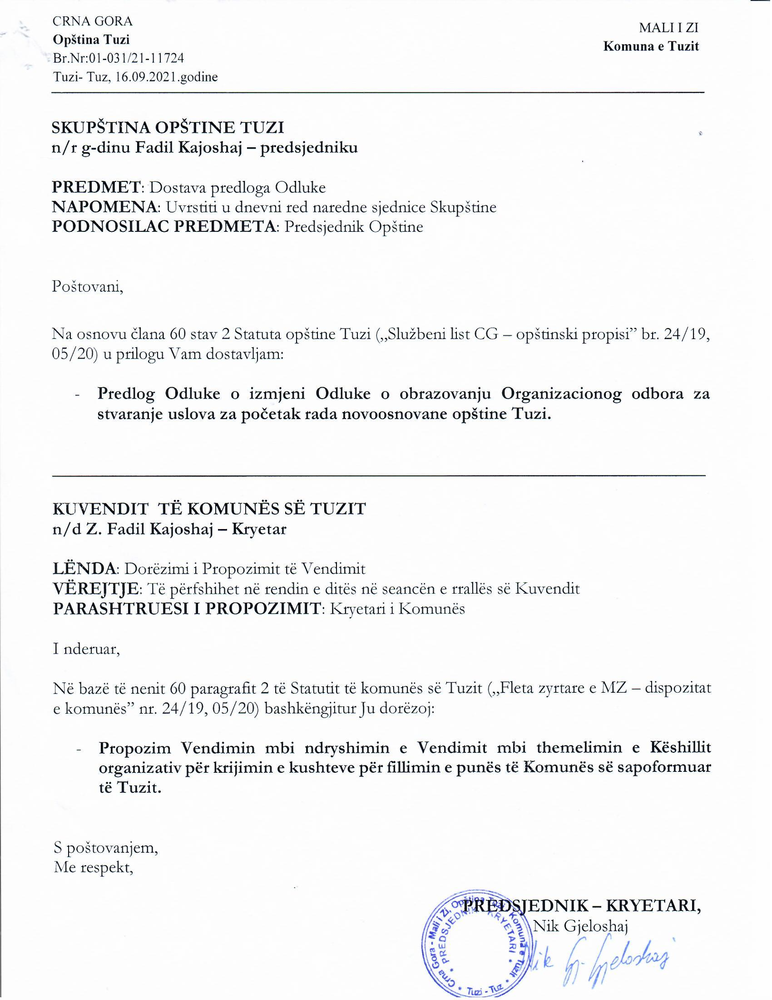 CRNA GORA
Opština Tuzi
Br.Nr:01-031/21-11724
Tuzi- Tuz, 16.09.2021.godine
MALI I ZI
Komuna e Tuzit
SKUPŠTINA OPŠTINE TUZI
n/r g-dinu Fadil Kajoshaj – predsjedniku
PREDMET: Dostava predloga Odluke
NAPOMENA: Uvrstiti u dnevni red naredne sjednice Skupštine
PODNOSILAC PREDMETA: Predsjednik Opštine
Poštovani,
Na osnovu člana 60 stav 2 Statuta opštine Tuzi („Službeni list CG – opštinski propisi” br. 24/19,
05/20) u prilogu Vam dostavljam:
- Predlog Odluke o izmjeni Odluke o obrazovanju Organizacionog odbora za
stvaranje uslova za početak rada novoosnovane opštine Tuzi.
KUVENDIT TË KOMUNËS SË TUZIT
n/d Z. Fadil Kajoshaj – Kryetar
LËNDA: Dorëzimi i Propozimit të Vendimit
VËREJTJE: Të përfshihet në rendin e ditës në seancën e rrallës së Kuvendit
PARASHTRUESI I PROPOZIMIT: Kryetari i Komunës
I nderuar,
Në bazë të nenit 60 paragrafit 2 të Statutit të komunës së Tuzit („Fleta zyrtare e MZ – dispozitat
e komunës” nr. 24/19, 05/20) bashkëngjitur Ju dorëzoj:
- Propozim Vendimin mbi ndryshimin e Vendimit mbi themelimin e Këshillit
organizativ për krijimin e kushteve për fillimin e punës të Komunës së sapoformuar
të Tuzit.
S poštovanjem,
Me respekt,
PREDSJEDNIK – KRYETARI,
Nik Gjeloshaj
Nik Gj. Gjeloshaj
Crna Gora - Mali i Zi, Opština Tuzi - Komuna e Tuzit * Tuzi - Tuz *
* PREDSJEDNIK - KRYETARI *